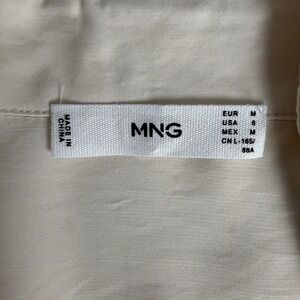 MADE IN
CHINA
MNG
EUR M
USA 6
MEX M
CN L-165/
88A